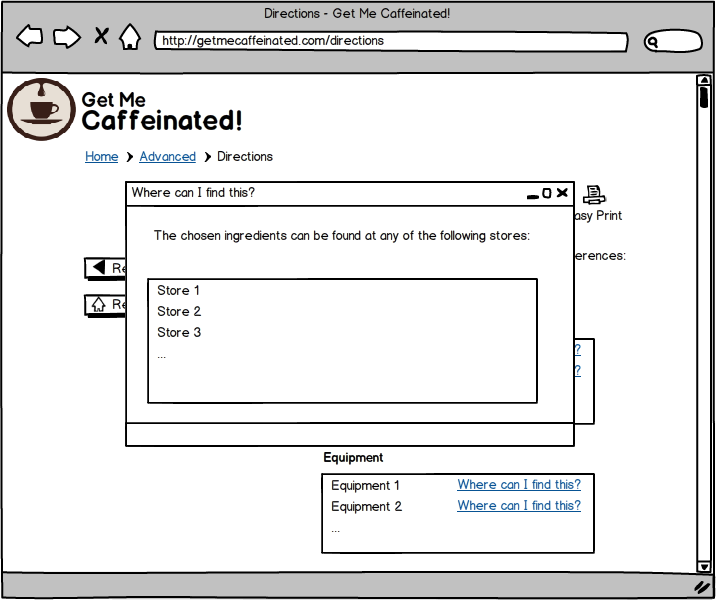 Directions - Get Me Caffeinated!
http://getmecaffeinated.com/directions
Get Me
Caffeinated!
Home Advanced Directions
Where can I find this?
asy Print
The chosen ingredients can be found at any of the following stores:
erences:
Re
Store 1
Re
Store 2
Store 3
...
?
?
Equipment
Equipment 1 Where can I find this?
Equipment 2 Where can I find this?
...